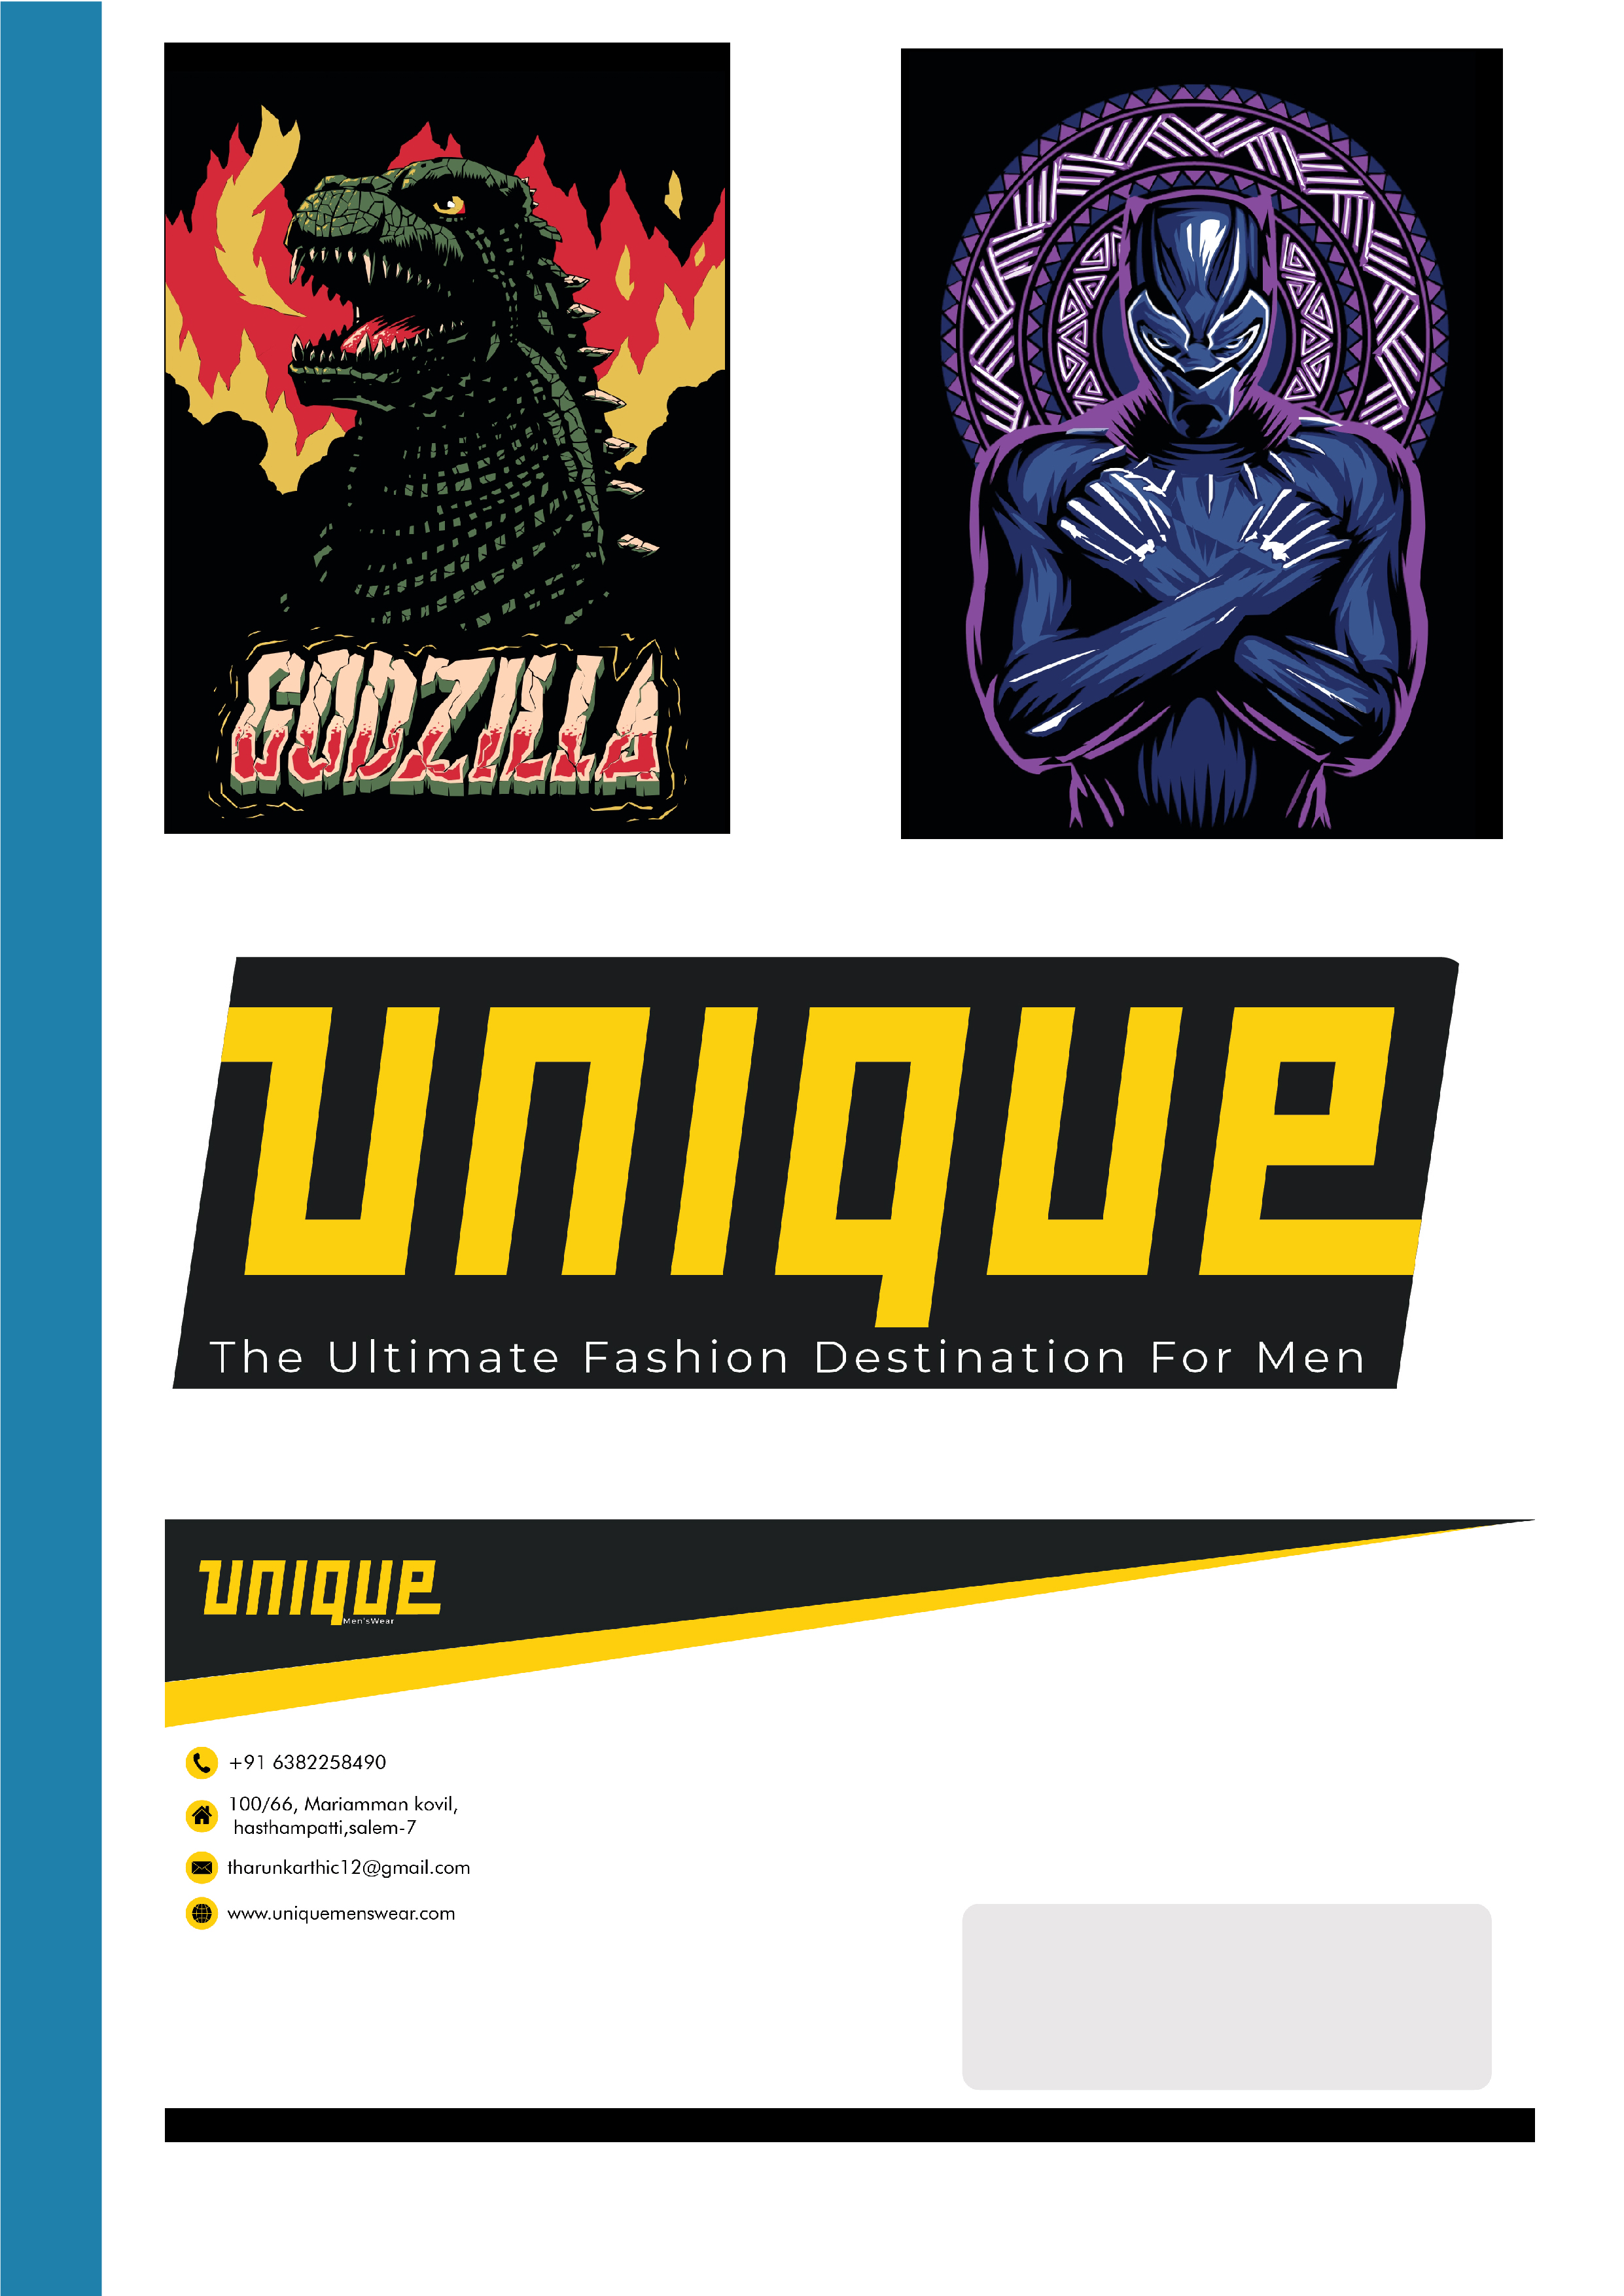 GODZILLA
unique
The Ultimate Fashion Destination For Men
unique
Men'sWear
+91 6382258490
100/66, Mariamman kovil,
hasthampatti,salem-7
tharunkarthic12@gmail.com
www.uniquemenswear.com